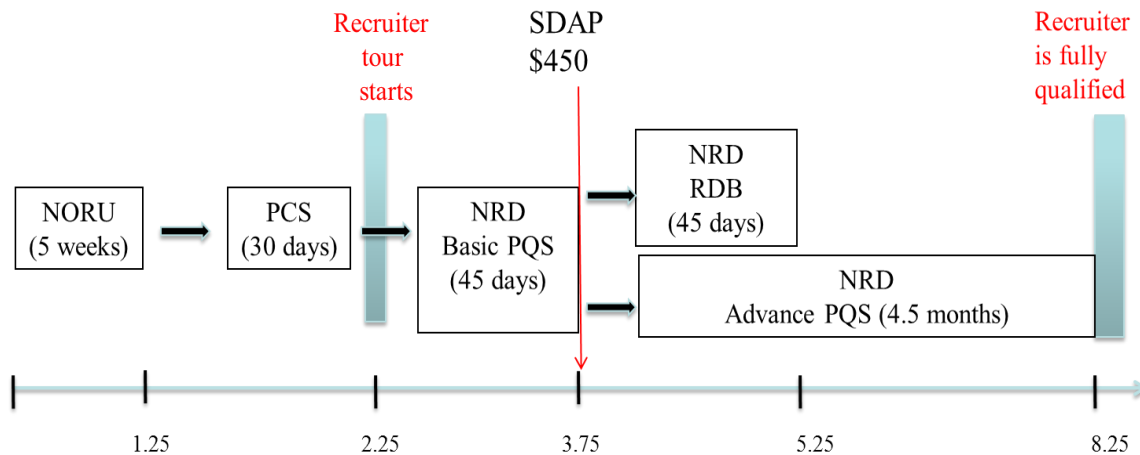 Recruiter
tour
starts
SDAP
$450
Recruiter
is fully
qualified
NORU
(5 weeks)
PCS
(30 days)
NRD
Basic PQS
(45 days)
NRD
RDB
(45 days)
NRD
Advance PQS (4.5 months)
1.25
2.25
3.75
5.25
8.25